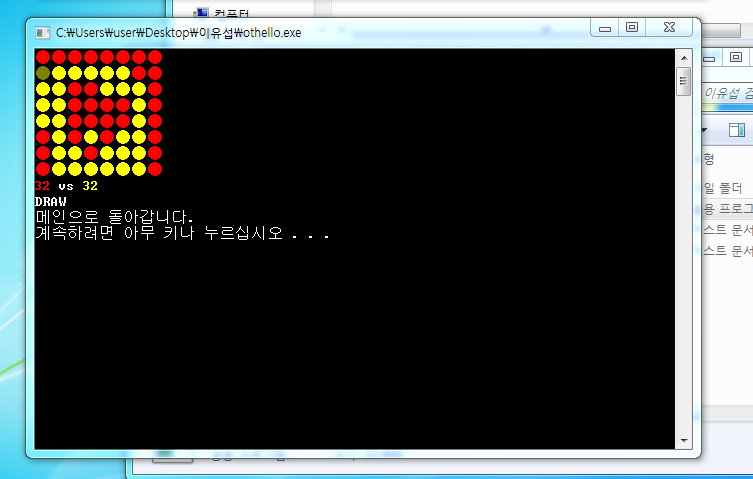 컴퓨터
C:₩Users₩user₩Desktop₩이유섭₩othello.exe
이유섭 검
형
일 폴더
용 프로그
스트 문서
스트 문서
32 vs 32
DRAW
메인으로 돌아갑니다.
계속하려면 아무 키나 누르십시오 . . .